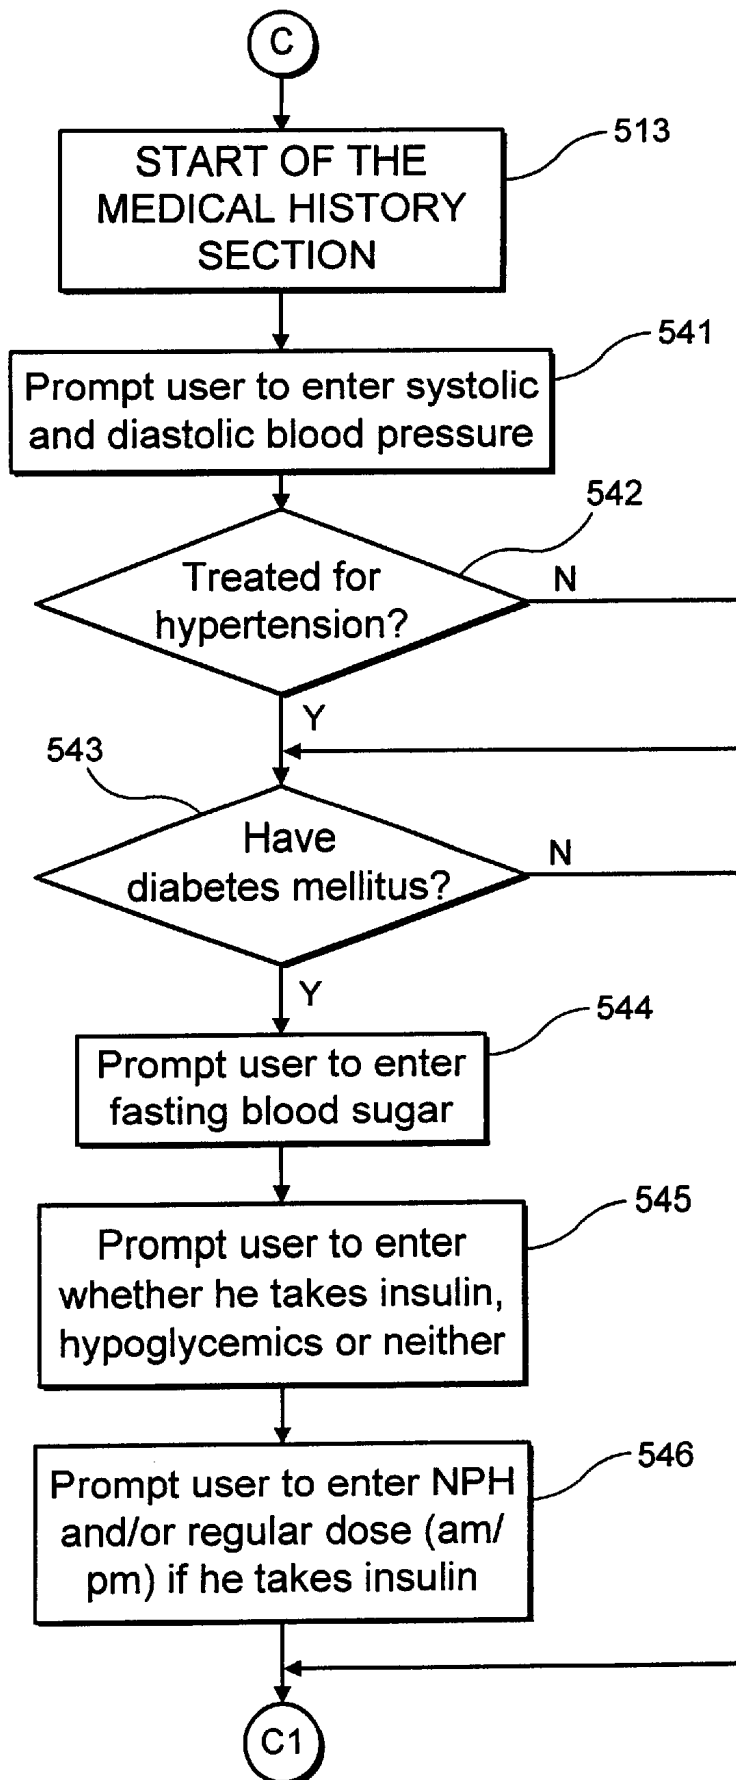 C
513
START OF THE
MEDICAL HISTORY
SECTION
541
Prompt user to enter systolic
and diastolic blood pressure
542
Treated for
hypertension?
N
Y
543
Have
diabetes mellitus?
N
Y
544
Prompt user to enter
fasting blood sugar
545
Prompt user to enter
whether he takes insulin,
hypoglycemics or neither
546
Prompt user to enter NPH
and/or regular dose (am/
pm) if he takes insulin
C1